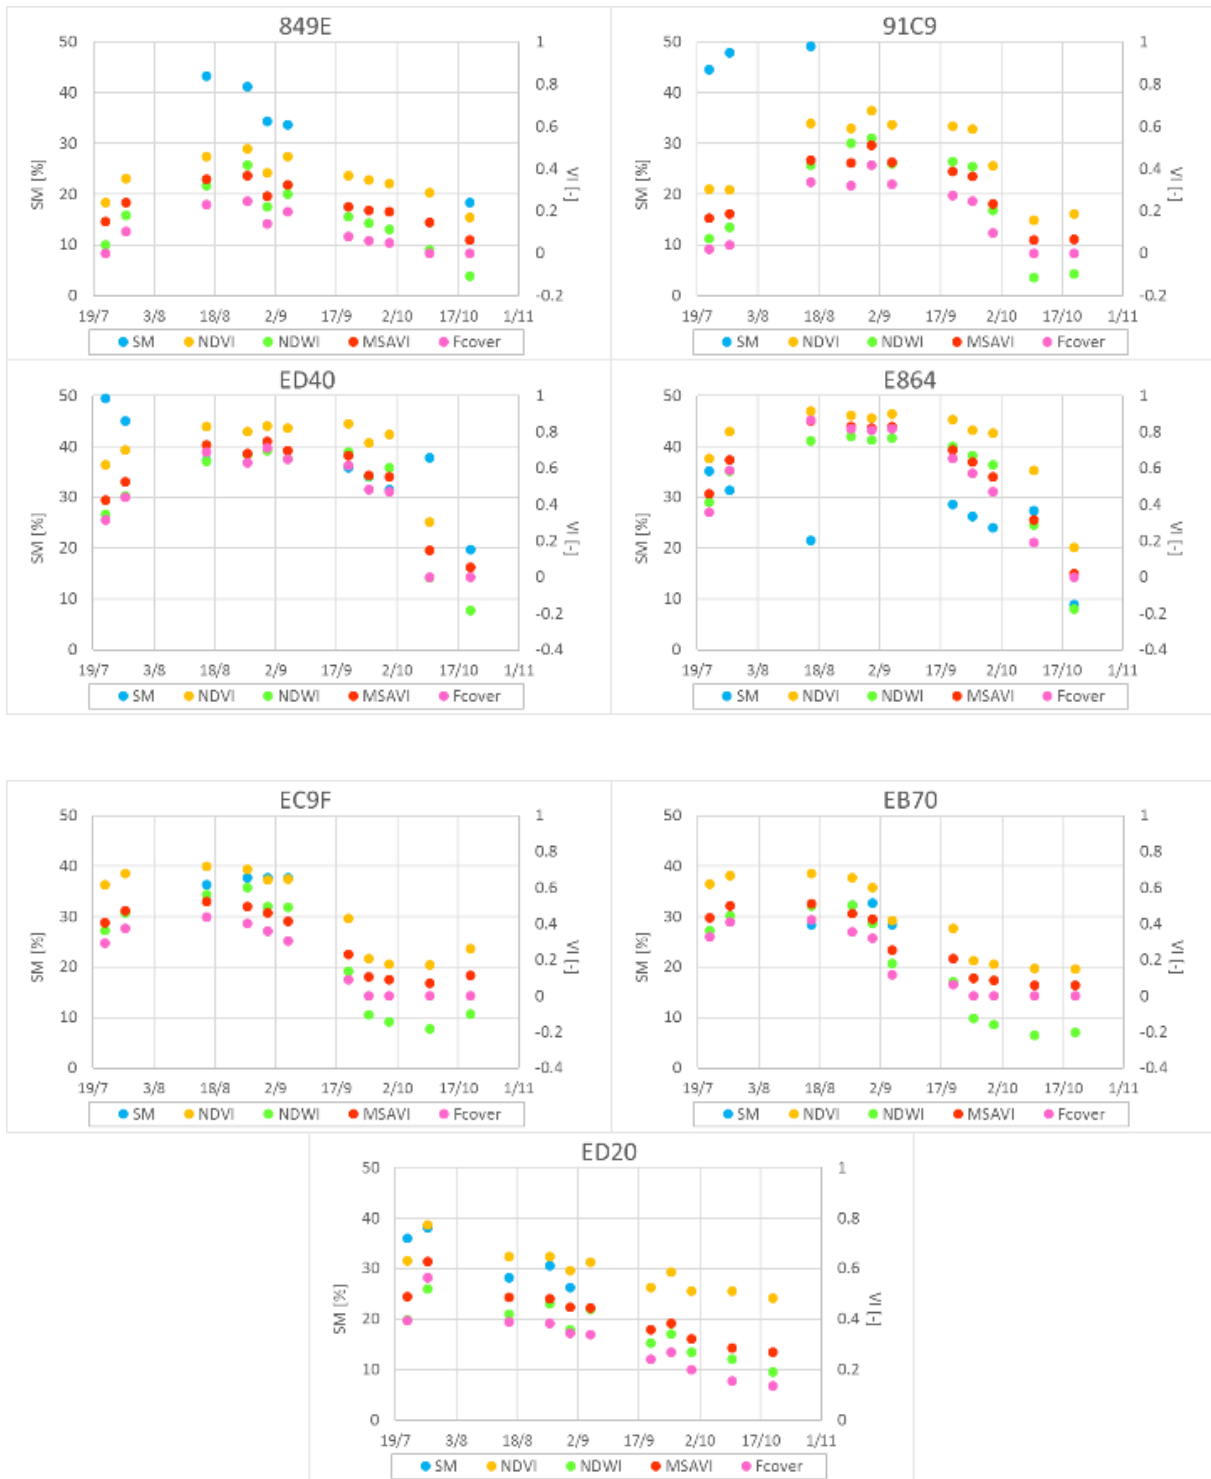 849E 91C9
50 1 50 1
40 0.8 40 0.8
30 0.6 30 0.6
SM [%] 0.4 VI [-] SM [%] 0.4 VI [-]
20 0.2 20 0.2
10 0 10 0
0 -0.2 0 -0.2
19/7 3/8 18/8 2/9 17/9 2/10 17/10 1/11 19/7 3/8 18/8 2/9 17/9 2/10 17/10 1/11
SM NDVI NDWI MSAVI Fcover SM NDVI NDWI MSAVI Fcover
ED40 E864
50 1 50 1
40 0.8 40 0.8
30 0.6 30 0.6
SM [%] 0.4 VI [-] SM [%] 0.4 VI [-]
20 0.2 20 0.2
10 0 10 0
-0.2 -0.2
0 -0.4 0 -0.4
19/7 3/8 18/8 2/9 17/9 2/10 17/10 1/11 19/7 3/8 18/8 2/9 17/9 2/10 17/10 1/11
SM NDVI NDWI MSAVI Fcover SM NDVI NDWI MSAVI Fcover
EC9F EB70
50 1 50 1
40 0.8 40 0.8
30 0.6 30 0.6
SM [%] 0.4 VI [-] SM [%] 0.4 VI [-]
20 0.2 20 0.2
10 0 10 0
-0.2 -0.2
0 -0.4 0 -0.4
19/7 3/8 18/8 2/9 17/9 2/10 17/10 1/11 19/7 3/8 18/8 2/9 17/9 2/10 17/10 1/11
SM NDVI NDWI MSAVI Fcover SM NDVI NDWI MSAVI Fcover
ED20
50 1
40 0.8
30 0.6
SM [%] VI [-]
20 0.4
10 0.2
0 0
19/7 3/8 18/8 2/9 17/9 2/10 17/10 1/11
SM NDVI NDWI MSAVI Fcover